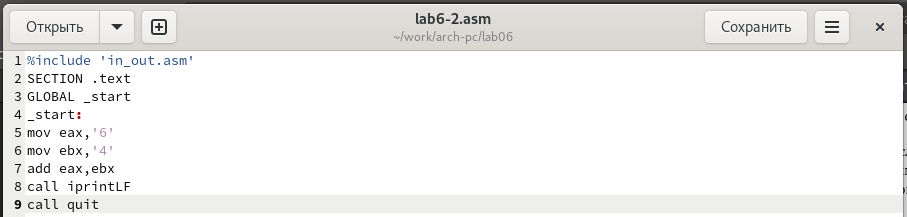 Открыть
lab6-2.asm
~/work/arch-pc/lab06
Сохранить
1 %include 'in_out.asm'
2 SECTION .text
3 GLOBAL _start
4 _start:
5 mov eax,'6'
6 mov ebx,'4'
7 add eax,ebx
8 call iprintLF
9 call quit